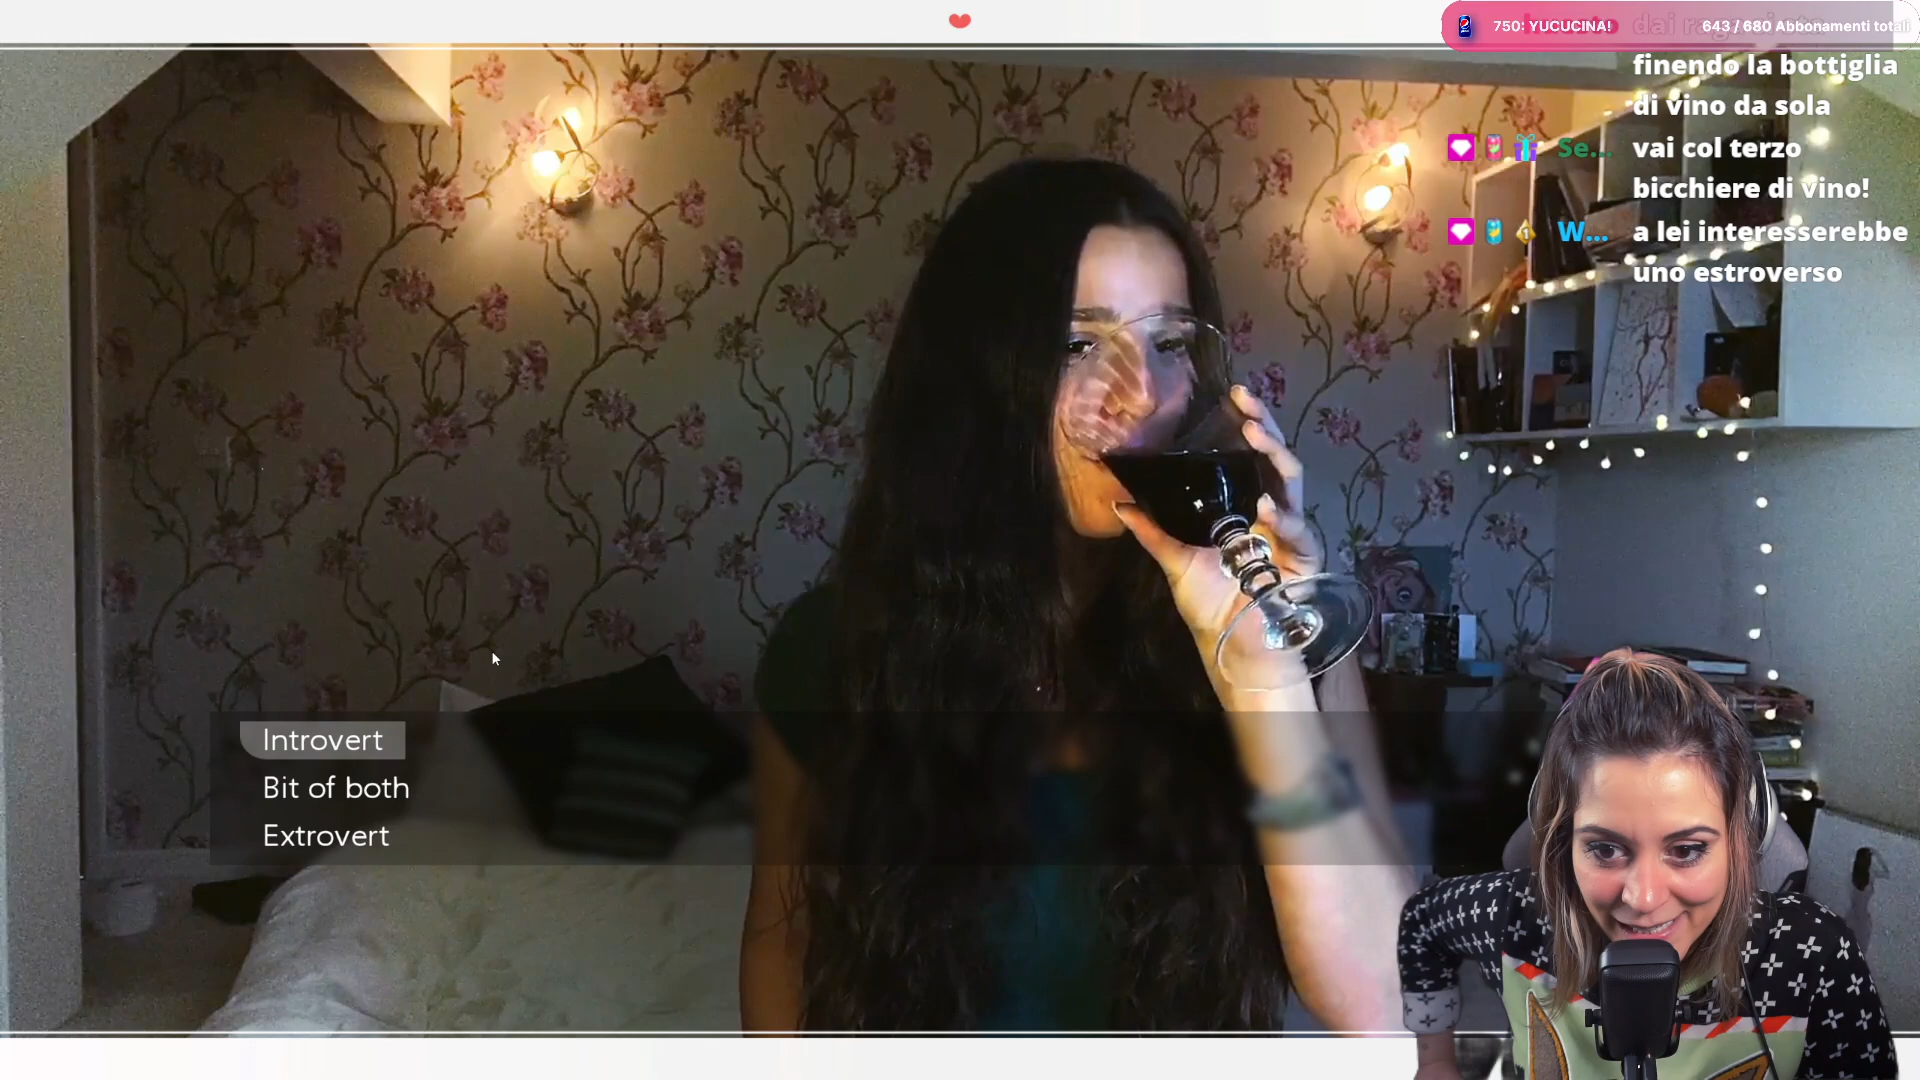 750: YUCUCINA!
643 / 680 Abbonamenti total
finendo la bottiglia
di vino da sola
Se... vai col terzo
bicchiere di vino!
W... a lei interesserebbe
uno estroverso
Introvert
Bit of both
Extrovert